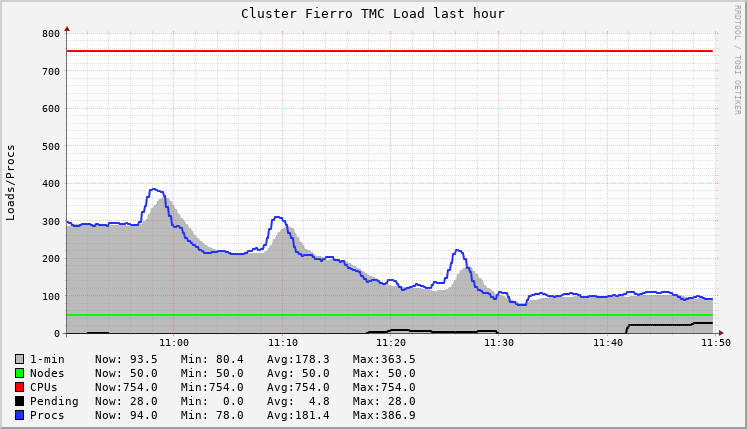 Cluster Fierro TMC Load last hour
RRDTOOL / TOBI OETIKER
Loads/Procs
800
700
600
500
400
300
200
100
0
11:00 11:10 11:20 11:30 11:40 11:50
1-min Now: 93.5 Min: 80.4 Avg:178.3 Max:363.5
Nodes Now: 50.0 Min: 50.0 Avg: 50.0 Max: 50.0
CPUs Now:754.0 Min:754.0 Avg:754.0 Max:754.0
Pending Now: 28.0 Min: 0.0 Avg: 4.8 Max: 28.0
Procs Now: 94.0 Min: 78.0 Avg:181.4 Max:386.9